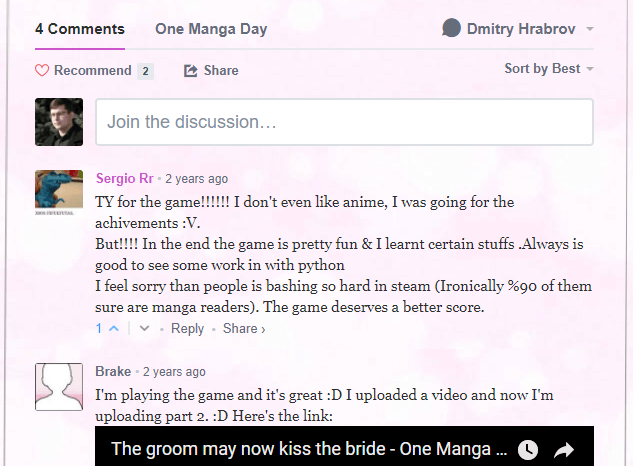 4 Comments One Manga Day Dmitry Hrabrov
Recommend 2 Share Sort by Best
Join the discussion…
Sergio Rr • 2 years ago
TY for the game!!!!!! I don't even like anime, I was going for the
achivements :V.
But!!!! In the end the game is pretty fun & I learnt certain stuffs .Always is
good to see some work in with python
I feel sorry than people is bashing so hard in steam (Ironically %90 of them
sure are manga readers). The game deserves a better score.
1 • Reply • Share ›
Brake • 2 years ago
I'm playing the game and it's great :D I uploaded a video and now I'm
uploading part 2. :D Here's the link:
The groom may now kiss the bride - One Manga ...